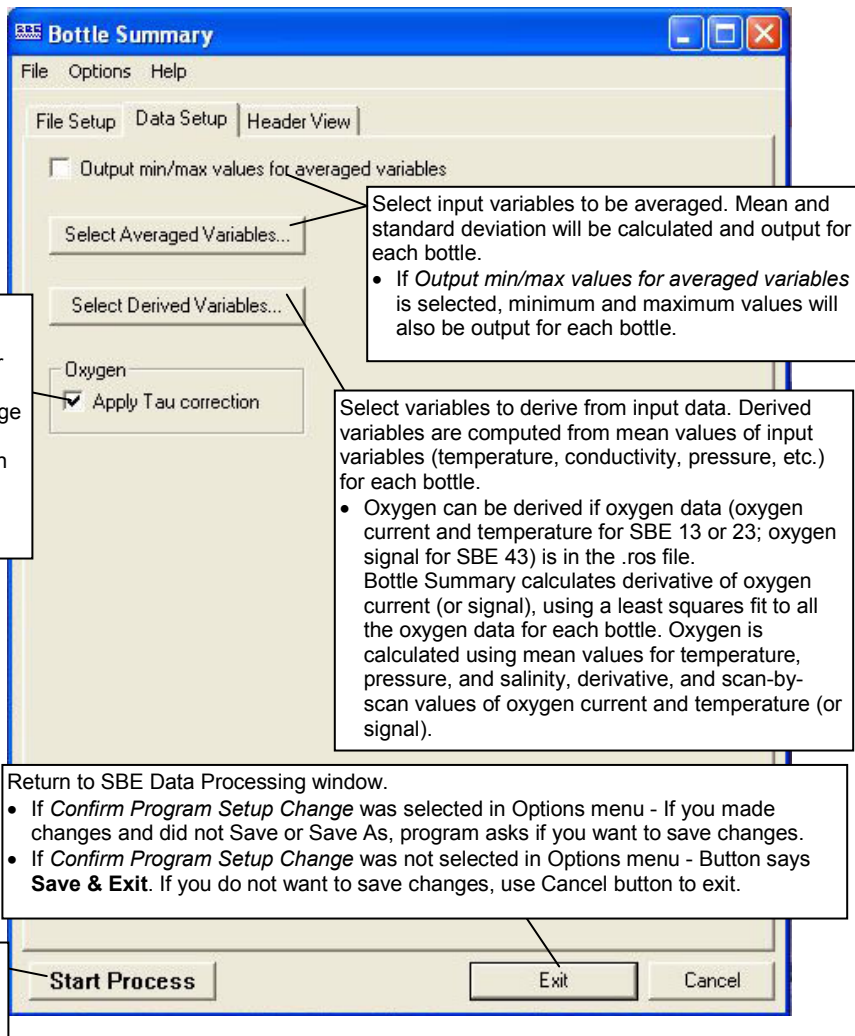 SBE Bottle Summary
File Options Help
File Setup Data Setup Header View
Output min/max values for averaged variables
Select input variables to be averaged. Mean and
standard deviation will be calculated and output for
each bottle.
• If Output min/max values for averaged variables
is selected, minimum and maximum values will
also be output for each bottle.
Select Averaged Variables...
Select Derived Variables...
Oxygen
Apply Tau correction
Select variables to derive from input data. Derived
variables are computed from mean values of input
variables (temperature, conductivity, pressure, etc.)
for each bottle.
• Oxygen can be derived if oxygen data (oxygen
current and temperature for SBE 13 or 23; oxygen
signal for SBE 43) is in the .ros file.
Bottle Summary calculates derivative of oxygen
current (or signal), using a least squares fit to all
the oxygen data for each bottle. Oxygen is
calculated using mean values for temperature,
pressure, and salinity, derivative, and scan-by-
scan values of oxygen current and temperature (or
signal).
Return to SBE Data Processing window.
• If Confirm Program Setup Change was selected in Options menu - If you made
changes and did not Save or Save As, program asks if you want to save changes.
• If Confirm Program Setup Change was not selected in Options menu - Button says
Save & Exit. If you do not want to save changes, use Cancel button to exit.
Start Process Exit Cancel